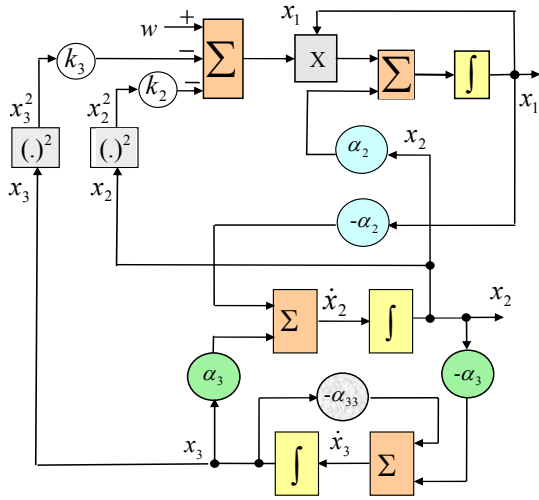 x₁
w + − −
Σ
k₃
k₂
X
Σ
∫
x₁
x₃²
x₂²
(.)²
(.)²
α₂
x₂
x₃
x₂
-α₂
Σ
ẋ₂
∫
x₂
α₃
-α₃
-α₃₃
x₃
∫
ẋ₃
Σ